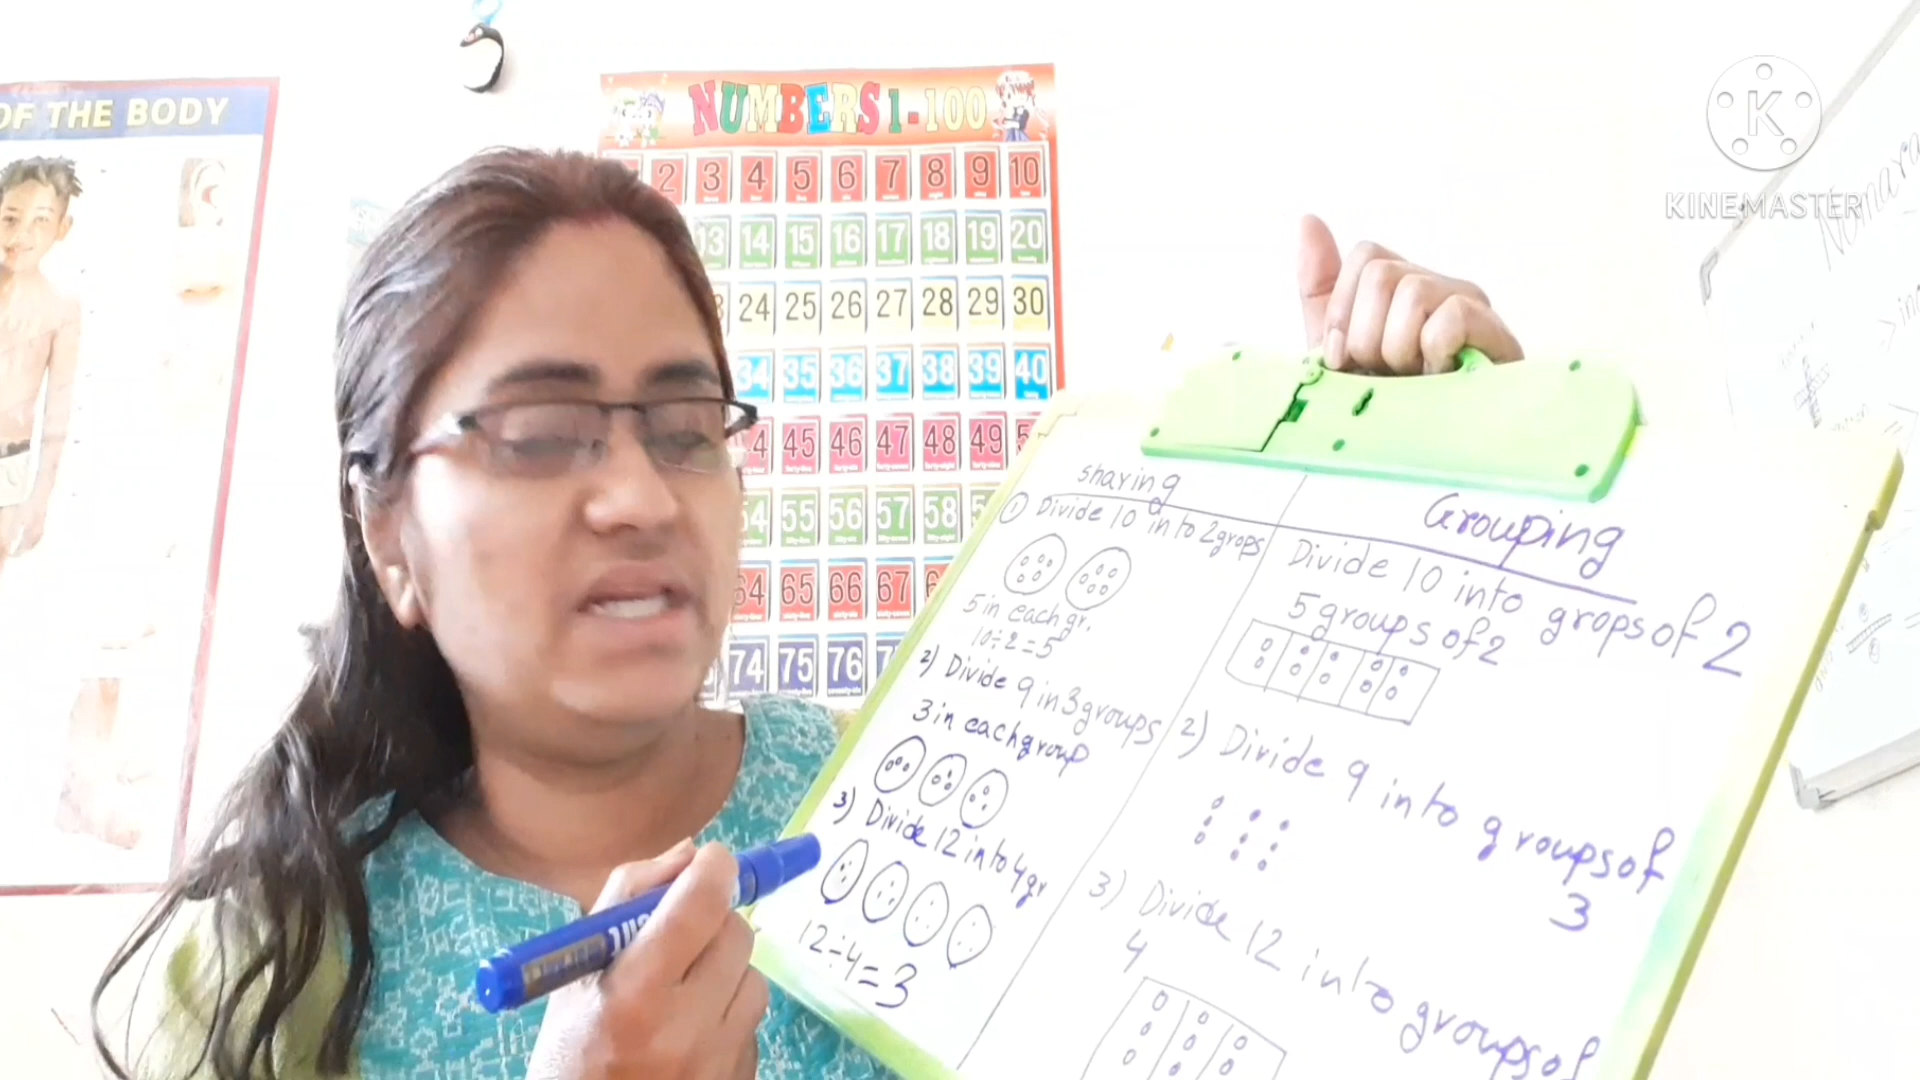 OF THE BODY
NUMBERS 1-100
2 3 4 5 6 7 8 9 10
13 14 15 16 17 18 19 20
24 25 26 27 28 29 30
34 35 36 37 38 39 40
45 46 47 48 49
54 55 56 57 58
64 65 66 67
74 75 76
K
KINEMASTER
sharing
1 Divide 10 into 2 grops
5 in each gr.
10÷2=5
2) Divide 9 in 3 groups
3 in each group
3) Divide 12 into 4 gr
12÷4=3
Grouping
Divide 10 into grops of 2
5 groups of 2
2) Divide 9 into groups of
3
3) Divide 12 into groups of
4